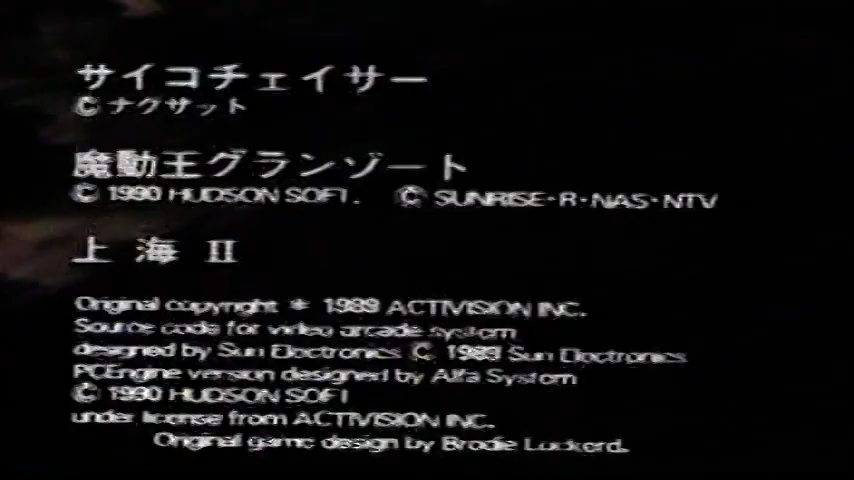 サイコチェイサー
© ナクサット
魔動王グランゾート
© 1990 HUDSON SOFT. © SUNRISE・R・NAS・NTV
上 海 II
Original copyright * 1989 ACTIVISION INC.
Source code for video arcade system
designed by Sun Electronics © 1989 Sun Electronics
PCEngine version designed by Alfa System
© 1990 HUDSON SOFT
under license from ACTIVISION INC.
Original game design by Brodie Lockard.